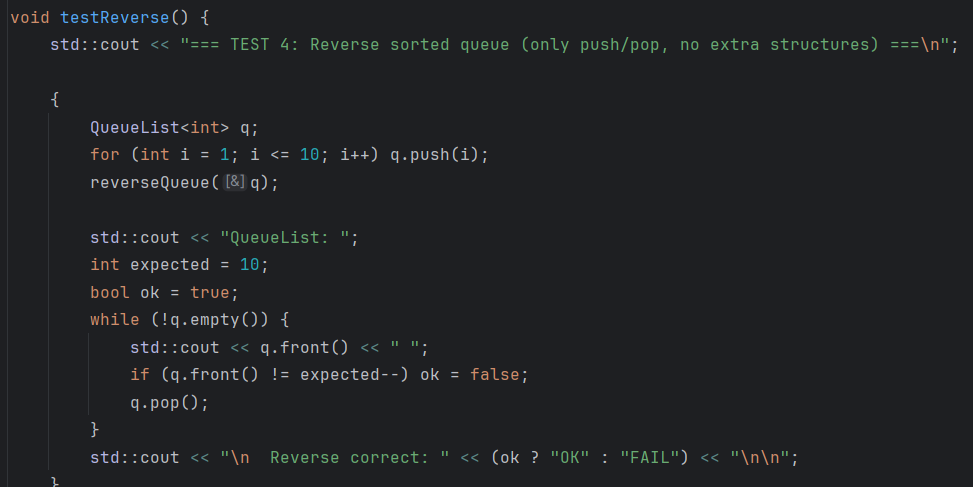 void testReverse() {
    std::cout << "=== TEST 4: Reverse sorted queue (only push/pop, no extra structures) ===\n";

    {
        QueueList<int> q;
        for (int i = 1; i <= 10; i++) q.push(i);
        reverseQueue([&]q);

        std::cout << "QueueList: ";
        int expected = 10;
        bool ok = true;
        while (!q.empty()) {
            std::cout << q.front() << " ";
            if (q.front() != expected--) ok = false;
            q.pop();
        }
        std::cout << "\n  Reverse correct: " << (ok ? "OK" : "FAIL") << "\n\n";
    }